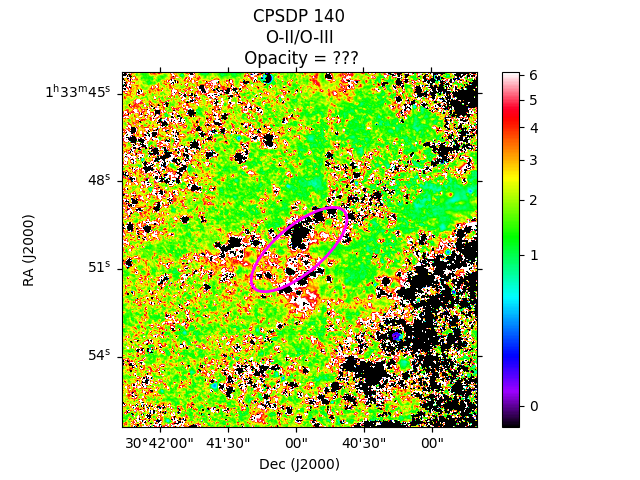 CPSDP 140
O-II/O-III
Opacity = ???
1ʰ33ᵐ45ˢ
48ˢ
51ˢ
54ˢ
RA (J2000)
30°42'00" 41'30" 00" 40'30" 00"
Dec (J2000)
6
5
4
3
2
1
0